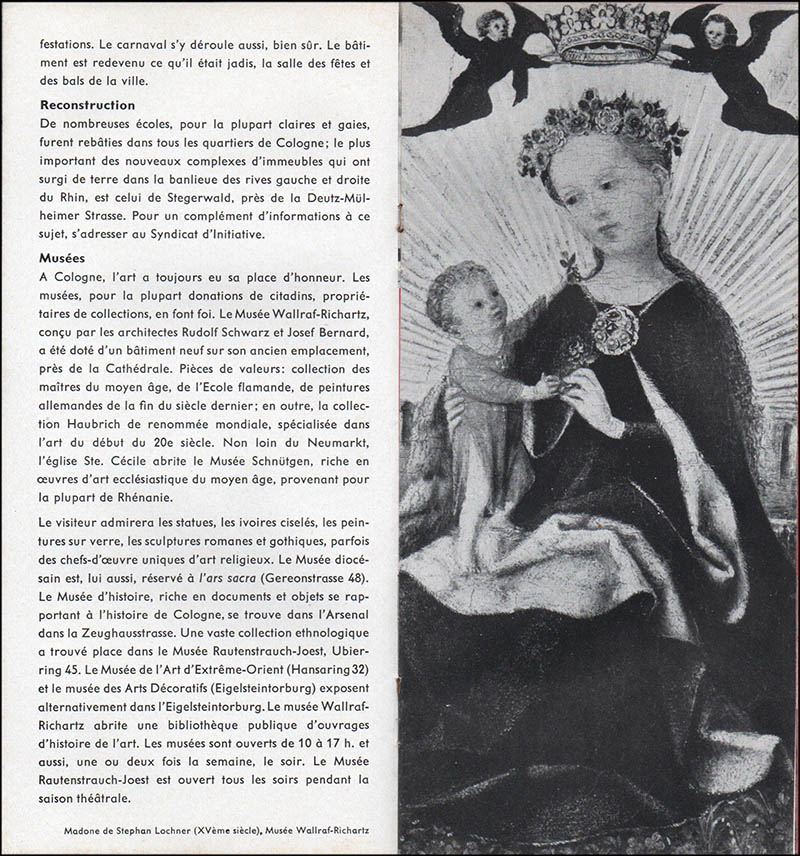 festations. Le carnaval s'y déroule aussi, bien sûr. Le bâti-
ment est redevenu ce qu'il était jadis, la salle des fêtes et
des bals de la ville.
Reconstruction
De nombreuses écoles, pour la plupart claires et gaies,
furent rebâties dans tous les quartiers de Cologne; le plus
important des nouveaux complexes d'immeubles qui ont
surgi de terre dans la banlieue des rives gauche et droite
du Rhin, est celui de Stegerwald, près de la Deutz-Mül-
heimer Strasse. Pour un complément d'informations à ce
sujet, s'adresser au Syndicat d'Initiative.
Musées
A Cologne, l'art a toujours eu sa place d'honneur. Les
musées, pour la plupart donations de citadins, proprié-
taires de collections, en font foi. Le Musée Wallraf-Richartz,
conçu par les architectes Rudolf Schwarz et Josef Bernard,
a été doté d'un bâtiment neuf sur son ancien emplacement,
près de la Cathédrale. Pièces de valeurs: collection des
maîtres du moyen âge, de l'Ecole flamande, de peintures
allemandes de la fin du siècle dernier; en outre, la collec-
tion Haubrich de renommée mondiale, spécialisée dans
l'art du début du 20e siècle. Non loin du Neumarkt,
l'église Ste. Cécile abrite le Musée Schnütgen, riche en
œuvres d'art ecclésiastique du moyen âge, provenant pour
la plupart de Rhénanie.
Le visiteur admirera les statues, les ivoires ciselés, les pein-
tures sur verre, les sculptures romanes et gothiques, parfois
des chefs-d'œuvre uniques d'art religieux. Le Musée diocé-
sain est, lui aussi, réservé à l'ars sacra (Gereonstrasse 48).
Le Musée d'histoire, riche en documents et objets se rap-
portant à l'histoire de Cologne, se trouve dans l'Arsenal
dans la Zeughausstrasse. Une vaste collection ethnologique
a trouvé place dans le Musée Rautenstrauch-Joest, Ubier-
ring 45. Le Musée de l'Art d'Extrême-Orient (Hansaring 32)
et le musée des Arts Décoratifs (Eigelsteintorburg) exposent
alternativement dans l'Eigelsteintorburg. Le musée Wallraf-
Richartz abrite une bibliothèque publique d'ouvrages
d'histoire de l'art. Les musées sont ouverts de 10 à 17 h. et
aussi, une ou deux fois la semaine, le soir. Le Musée
Rautenstrauch-Joest est ouvert tous les soirs pendant la
saison théâtrale.
Madone de Stephan Lochner (XVème siècle), Musée Wallraf-Richartz